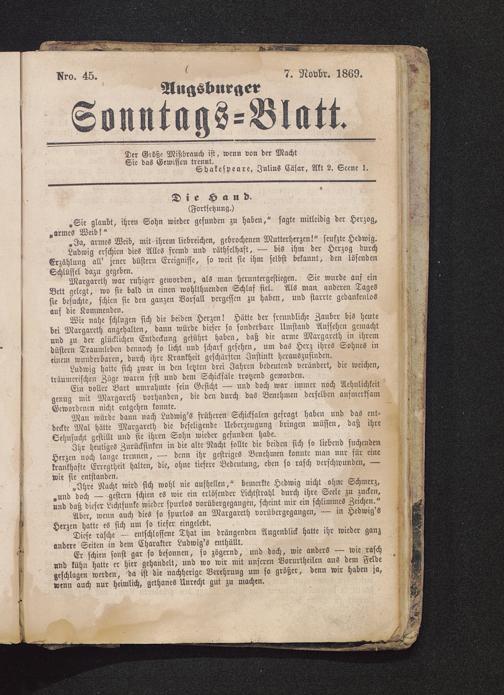 Nro. 45.
7. Novbr. 1869.
Augsburger
Sonntags=Blatt.
Der Größe Mißbrauch ist, wenn von der Macht
Sie das Gewissen trennt.
Shakespeare, Julius Cäsar, Akt 2. Scene 1.
Die Hand.
(Fortsetzung.)
„Sie glaubt, ihren Sohn wieder gefunden zu haben,“ sagte mitleidig der Herzog,
„armes Weib!“
„Ja, armes Weib, mit ihrem liebreichen, gebrochenen Mutterherzen!“ seufzte Hedwig.
Ludwig erschien dies Alles fremd und räthselhaft, — bis ihm der Herzog durch
Erzählung all' jener düstern Ereignisse, so weit sie ihm selbst bekannt, den lösenden
Schlüssel dazu gegeben.
Margareth war ruhiger geworden, als man heruntergestiegen. Sie wurde auf ein
Bett gelegt, wo sie bald in einen wohlthuenden Schlaf fiel. Als man anderen Tages
sie besuchte, schien sie den ganzen Vorfall vergessen zu haben, und starrte gedankenlos
auf die Kommenden.
Wie nahe schlugen sich die beiden Herzen! Hätte der freundliche Zauber bis heute
bei Margareth angehalten, dann würde dieser so sonderbare Umstand Aufsehen gemacht
und zu der glücklichen Entdeckung geführt haben, daß die arme Margareth in ihrem
düstern Traumleben dennoch so licht und scharf gesehen, um das Herz ihres Sohnes in
einem wunderbaren, durch ihre Krankheit geschärften Instinkt herauszufinden.
Ludwig hatte sich zwar in den letzten drei Jahren bedeutend verändert, die weichen,
träumerischen Züge waren fest und dem Schicksale trotzend geworden.
Ein voller Bart umrahmte sein Gesicht — und doch war immer noch Aehnlichkeit
genug mit Margareth vorhanden, die den durch das Benehmen derselben aufmerksam
Gewordenen nicht entgehen konnte.
Man würde dann nach Ludwig's früheren Schicksalen gefragt haben und das ent-
deckte Mal hätte Margareth die beseligende Ueberzeugung bringen müssen, daß ihre
Sehnsucht gestillt und sie ihren Sohn wieder gefunden habe.
Ihr heutiges Zurücksinken in die alte Nacht sollte die beiden sich so liebend suchenden
Herzen noch lange trennen, — denn ihr gestriges Benehmen konnte man nur für eine
krankhafte Erregtheit halten, die, ohne tiefere Bedeutung, eben so rasch verschwunden, —
wie sie entstanden.
„Ihre Nacht wird sich wohl nie aufhellen,“ bemerkte Hedwig nicht ohne Schmerz,
„und doch — gestern schien es wie ein erlösender Lichtstrahl durch ihre Seele zu zucken,
und daß dieser Lichtfunke wieder spurlos vorübergegangen, scheint mir ein schlimmes Zeichen.“
Aber, wenn auch dies so spurlos an Margareth vorübergegangen, — in Hedwig's
Herzen hatte es sich um so tiefer eingelebt.
Diese rasche — entschlossene That im drängenden Augenblick hatte ihr wieder ganz
andere Seiten in dem Charakter Ludwig's enthüllt.
Er schien sonst gar so besonnen, so zögernd, und doch, wie anders — wie rasch
und kühn hatte er hier gehandelt, und wo wir mit unseren Vorurtheilen aus dem Felde
geschlagen werden, da ist die nachherige Verehrung um so größer, denn wir haben ja,
wenn auch nur heimlich, gethanes Unrecht gut zu machen.